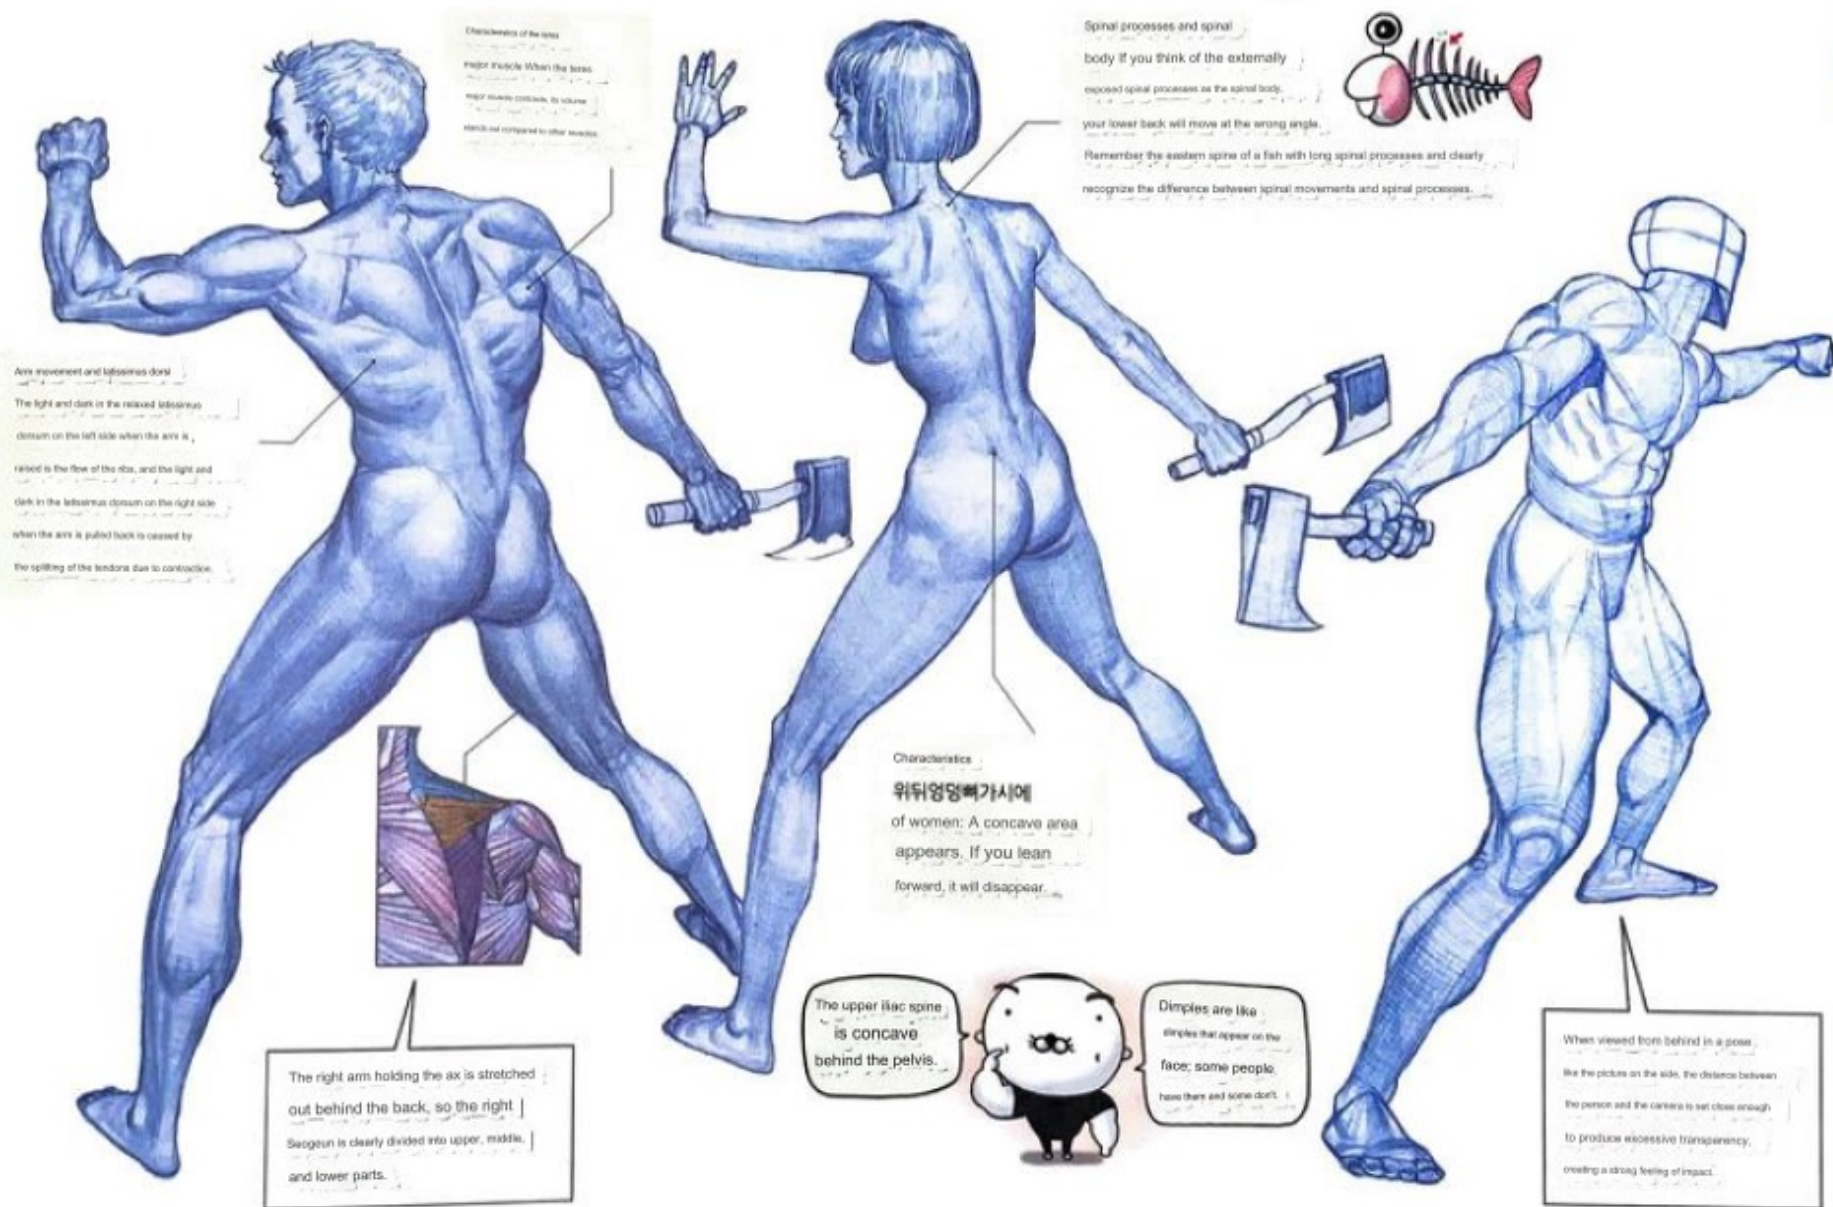 Characteristics of the teres
major muscle When the teres
major muscle contracts, its volume
stands out compared to other muscles.
Spinal processes and spinal
body If you think of the externally
exposed spinal processes as the spinal body,
your lower back will move at the wrong angle.
Remember the eastern spine of a fish with long spinal processes and clearly
recognize the difference between spinal movements and spinal processes.
Arm movement and latissimus dorsi
The light and dark in the relaxed latissimus
dorsum on the left side when the arm is
raised is the flow of the ribs, and the light and
dark in the latissimus dorsum on the right side
when the arm is pulled back is caused by
the splitting of the tendons due to contraction.
Characteristics
위뒤엉덩뼈가시에
of women: A concave area
appears. If you lean
forward, it will disappear.
The upper iliac spine
is concave
behind the pelvis.
Dimples are like
dimples that appear on the
face; some people
have them and some don't.
The right arm holding the ax is stretched
out behind the back, so the right
Seogeun is clearly divided into upper, middle,
and lower parts.
When viewed from behind in a pose
like the picture on the side, the distance between
the person and the camera is set close enough
to produce excessive transparency,
creating a strong feeling of impact.